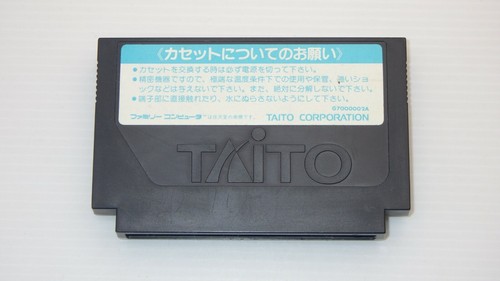 《カセットについてのお願い》
●カセットを交換する時は必ず電源を切って下さい。
●精密機器ですので、極端な温度条件下での使用や保管、強いショ
ックなどは与えないで下さい。また、絶対に分解しないで下さい。
●端子部に直接触れたり、水にぬらさないようにして下さい。
ファミリーコンピュータ
TAITO CORPORATION
TAITO